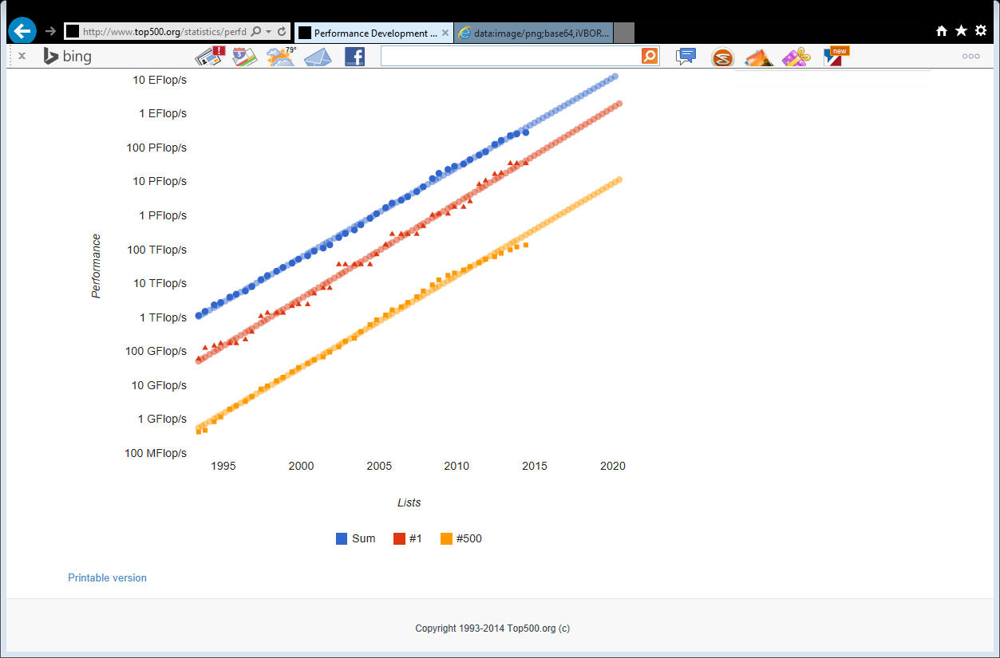 http://www.top500.org/statistics/perfd
Performance Development ...
data:image/png;base64,iVBOR...
x
bing
79°
new
10 EFlop/s
1 EFlop/s
100 PFlop/s
10 PFlop/s
1 PFlop/s
100 TFlop/s
10 TFlop/s
1 TFlop/s
100 GFlop/s
10 GFlop/s
1 GFlop/s
100 MFlop/s
Performance
1995 2000 2005 2010 2015 2020
Lists
Sum #1 #500
Printable version
Copyright 1993-2014 Top500.org (c)